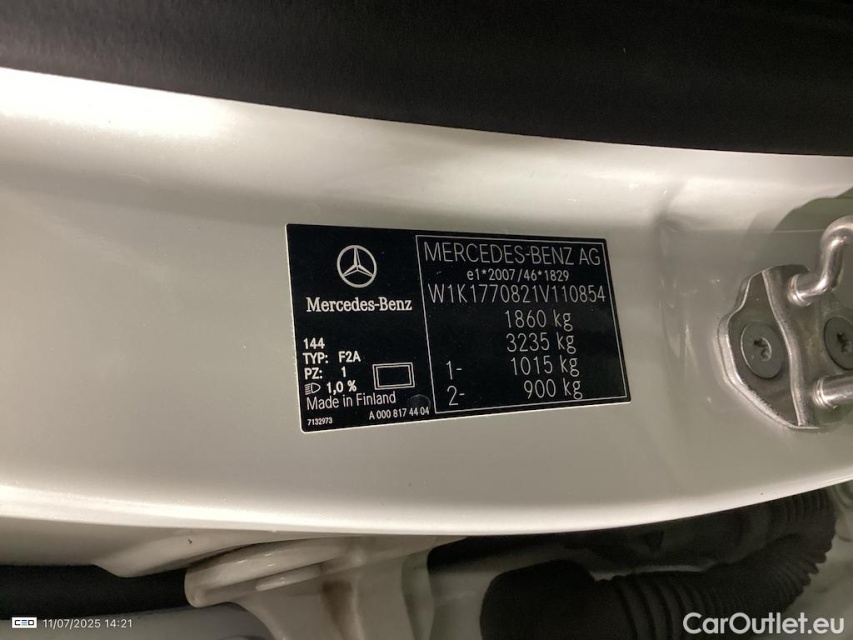 MERCEDES-BENZ AG
e1*2007/46*1829
W1K1770821V110854
1860 kg
3235 kg
1- 1015 kg
2- 900 kg
Mercedes-Benz
144
TYP: F2A
PZ: 1
1,0 %
Made in Finland
7132973
A 000 817 44 04
CEO 11/07/2025 14:21
CarOutlet.eu